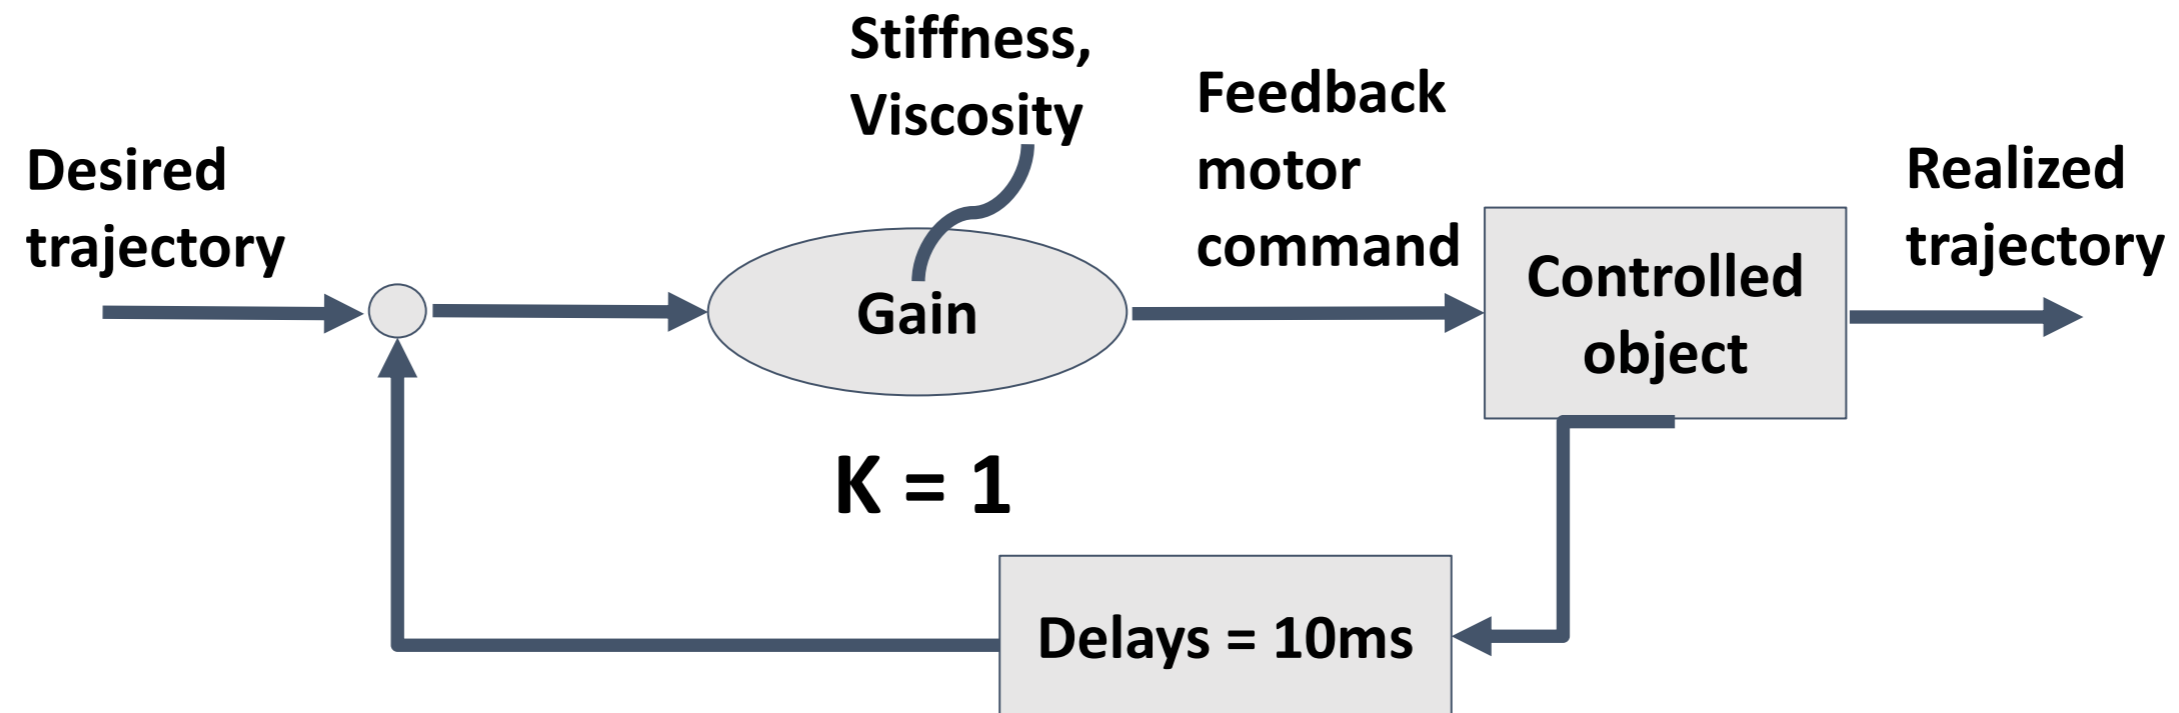 Stiffness,
Viscosity
Feedback
motor
command
Desired
trajectory
Realized
trajectory
Gain
Controlled
object
K = 1
Delays = 10ms